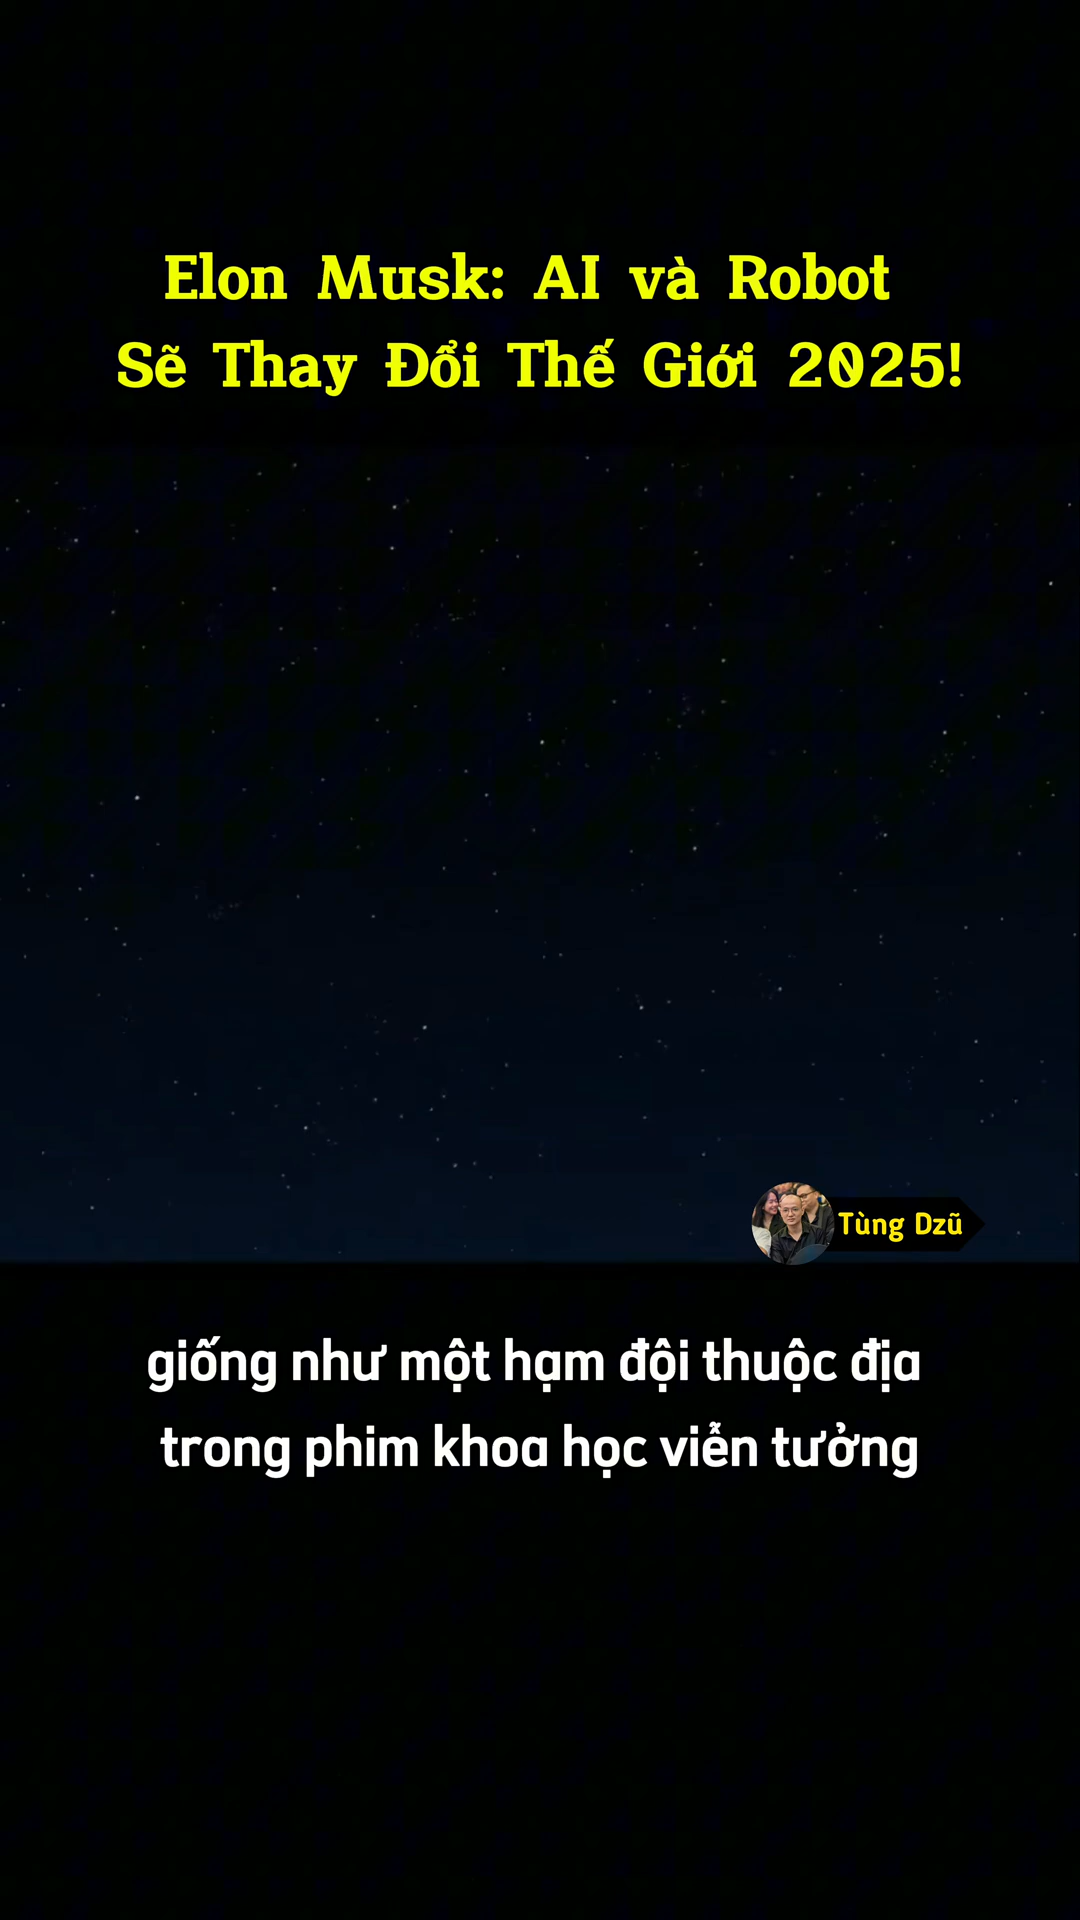 Elon Musk: AI và Robot
Sẽ Thay Đổi Thế Giới 2025!
Tùng Dzũ
giống như một hạm đội thuộc địa
trong phim khoa học viễn tưởng